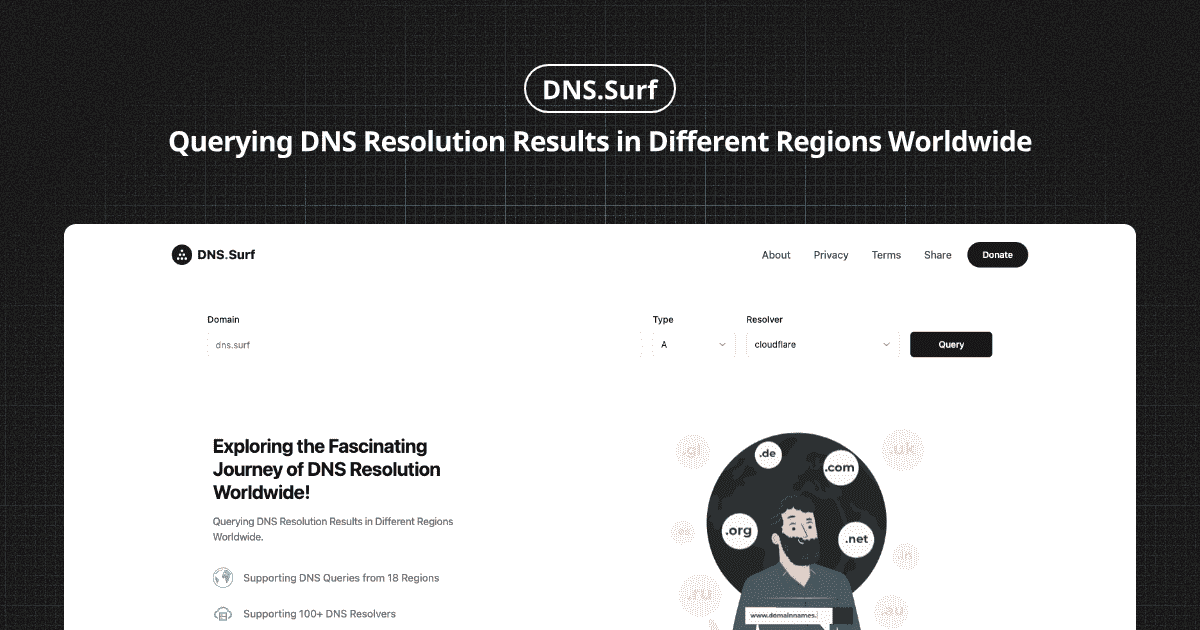 DNS.Surf
Querying DNS Resolution Results in Different Regions Worldwide
DNS.Surf
About
Privacy
Terms
Share
Donate
Domain
Type
Resolver
dns.surf
A
cloudflare
Query
Exploring the Fascinating
Journey of DNS Resolution
Worldwide!
Querying DNS Resolution Results in Different Regions
Worldwide.
Supporting DNS Queries from 18 Regions
Supporting 100+ DNS Resolvers
.gl
.de
.com
.uk
.es
.org
.net
.ru
.au
www.domainnames.